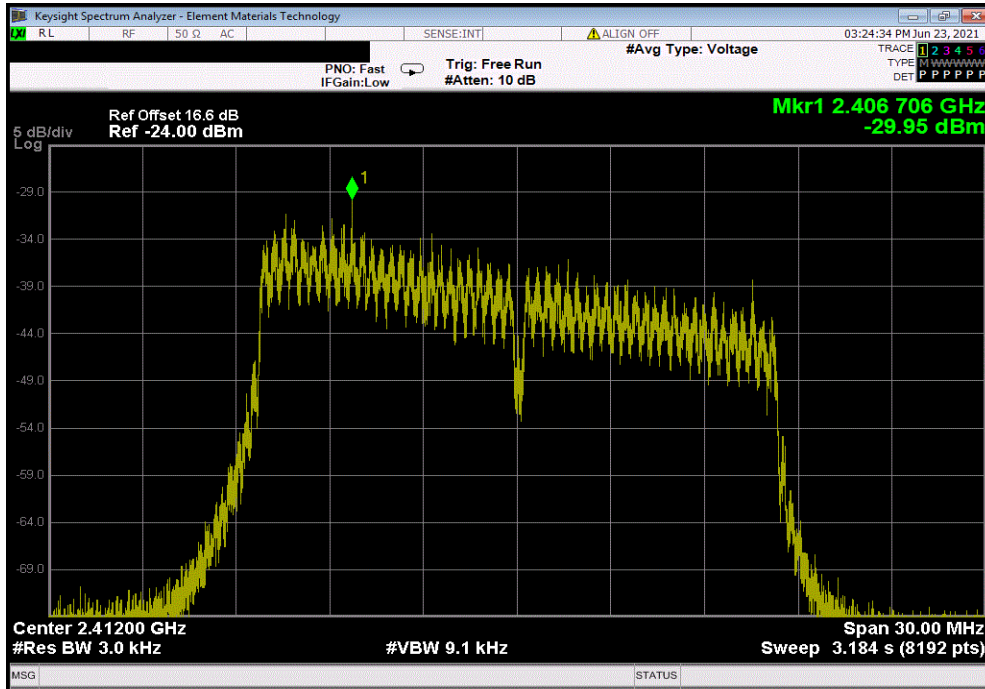 Keysight Spectrum Analyzer - Element Materials Technology
LXI RL RF 50 Ω AC SENSE:INT ALIGN OFF 03:24:34 PM Jun 23, 2021
#Avg Type: Voltage TRACE 1 2 3 4 5 6
PNO: Fast Trig: Free Run TYPE MWWWWW
IFGain:Low #Atten: 10 dB DET P P P P P P
Mkr1 2.406 706 GHz
-29.95 dBm
Ref Offset 16.6 dB
5 dB/div Ref -24.00 dBm
Log
1
-29.0
-34.0
-39.0
-44.0
-49.0
-54.0
-59.0
-64.0
-69.0
Center 2.41200 GHz Span 30.00 MHz
#Res BW 3.0 kHz #VBW 9.1 kHz Sweep 3.184 s (8192 pts)
MSG STATUS